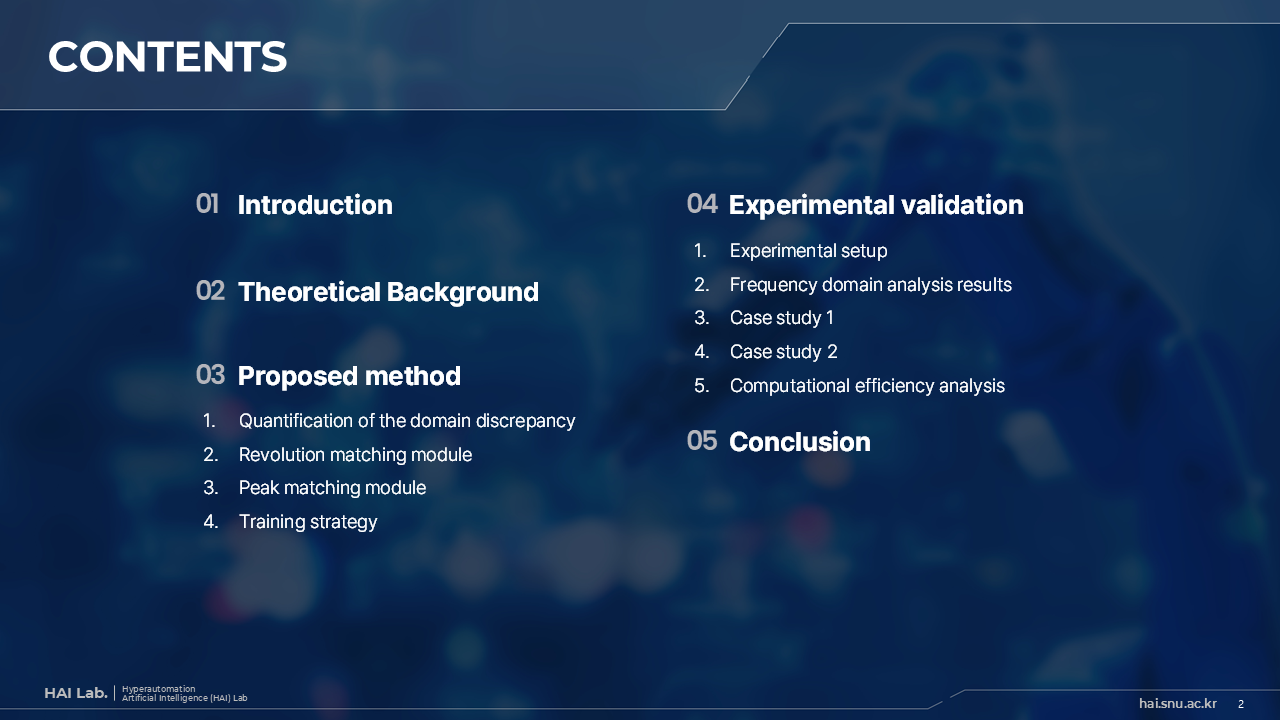 CONTENTS
01 Introduction
02 Theoretical Background
03 Proposed method
1. Quantification of the domain discrepancy
2. Revolution matching module
3. Peak matching module
4. Training strategy
04 Experimental validation
1. Experimental setup
2. Frequency domain analysis results
3. Case study 1
4. Case study 2
5. Computational efficiency analysis
05 Conclusion
HAI Lab.
Hyperautomation
Artificial Intelligence (HAI) Lab
hai.snu.ac.kr 2